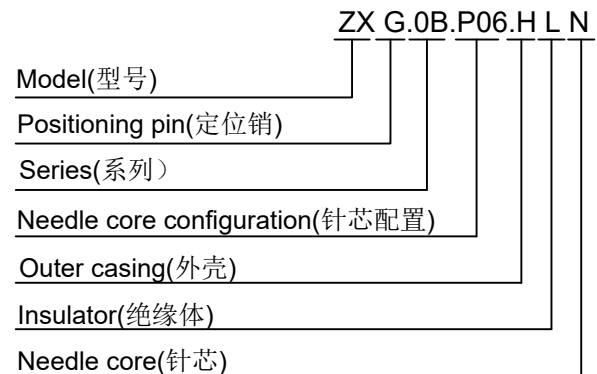 ZX G.0B.P06.H L N
Model(型号)
Positioning pin(定位销)
Series(系列）
Needle core configuration(针芯配置)
Outer casing(外壳)
Insulator(绝缘体)
Needle core(针芯)